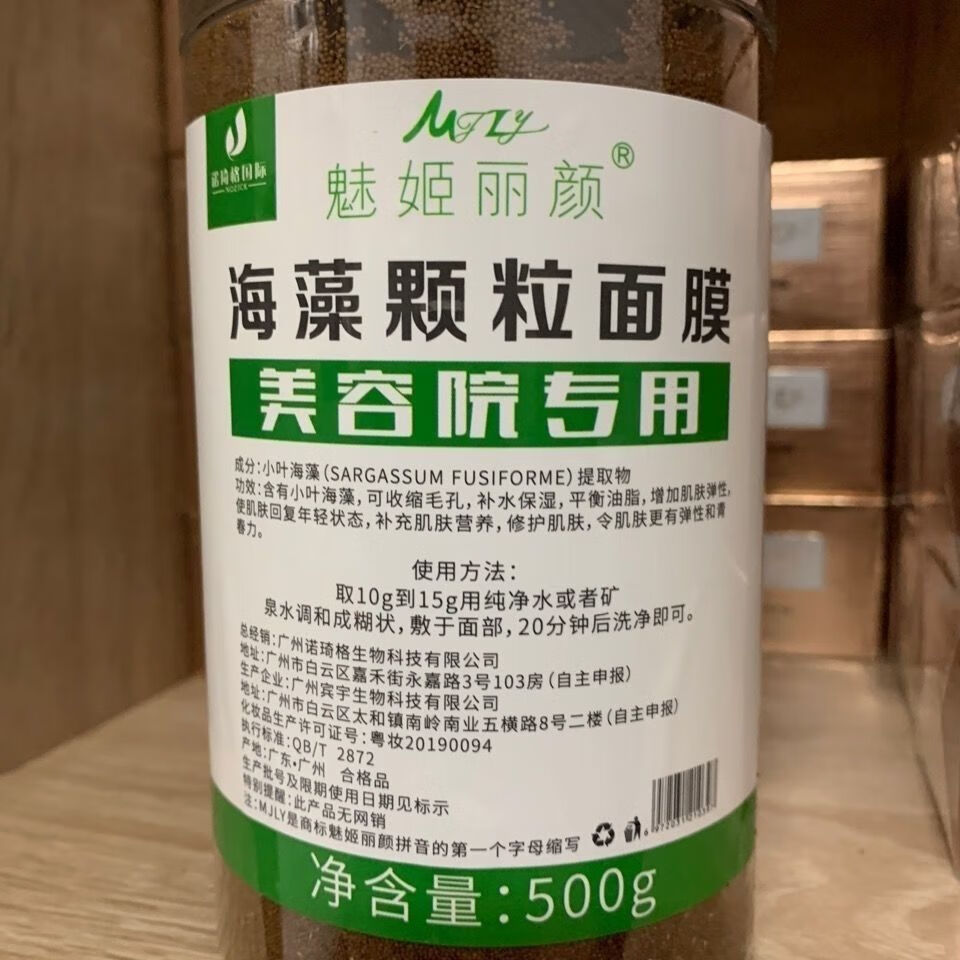 MJLY
魅姬丽颜®
诺琦格国际
NOZICK
海藻颗粒面膜
美容院专用
成分:小叶海藻(SARGASSUM FUSIFORME)提取物
功效:含有小叶海藻,可收缩毛孔,补水保湿,平衡油脂,增加肌肤弹性,
使肌肤回复年轻状态,补充肌肤营养,修护肌肤,令肌肤更有弹性和青
春力。
使用方法:
取10g到15g用纯净水或者矿
泉水调和成糊状,敷于面部,20分钟后洗净即可。
总经销:广州诺琦格生物科技有限公司
地址:广州市白云区嘉禾街永嘉路3号103房(自主申报)
生产企业:广州宾宇生物科技有限公司
地址:广州市白云区太和镇南岭南业五横路8号二楼(自主申报)
化妆品生产许可证号:粤妆20190094
执行标准:QB/T 2872
产地:广东•广州 合格品
生产批号及限期使用日期见标示
特别提醒:此产品无网销
注:MJLY是商标魅姬丽颜拼音的第一个字母缩写
净含量:500g